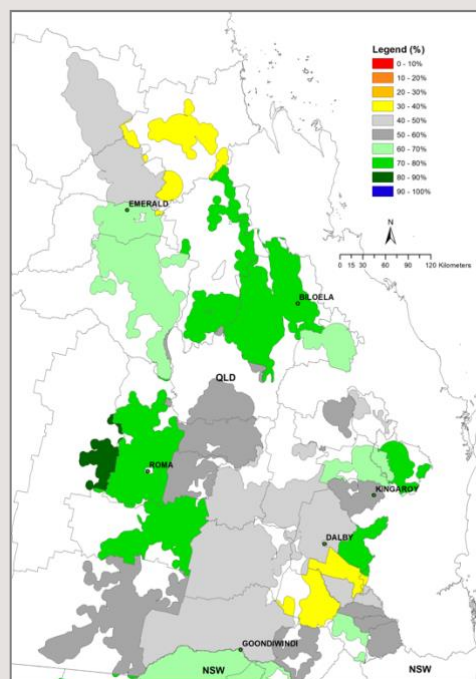 Legend (%)
0 - 10%
10 - 20%
20 - 30%
30 - 40%
40 - 50%
50 - 60%
60 - 70%
70 - 80%
80 - 90%
90 - 100%
EMERALD
N
0 15 30 60 90 120 Kilometers
BILOELA
QLD
ROMA
KINGAROY
DALBY
GOONDIWINDI
NSW
NSW